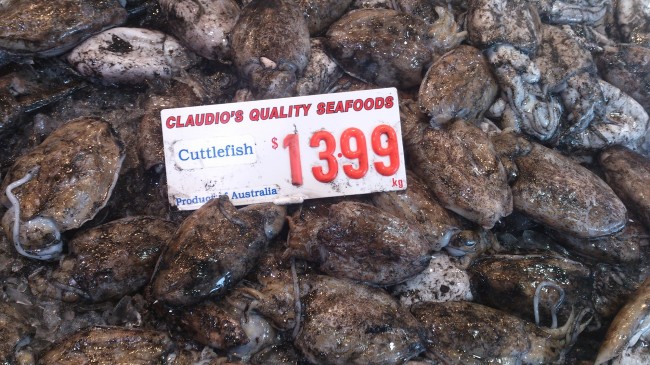 CLAUDIO'S QUALITY SEAFOODS
Cuttlefish
$13.99 kg
Product of Australia